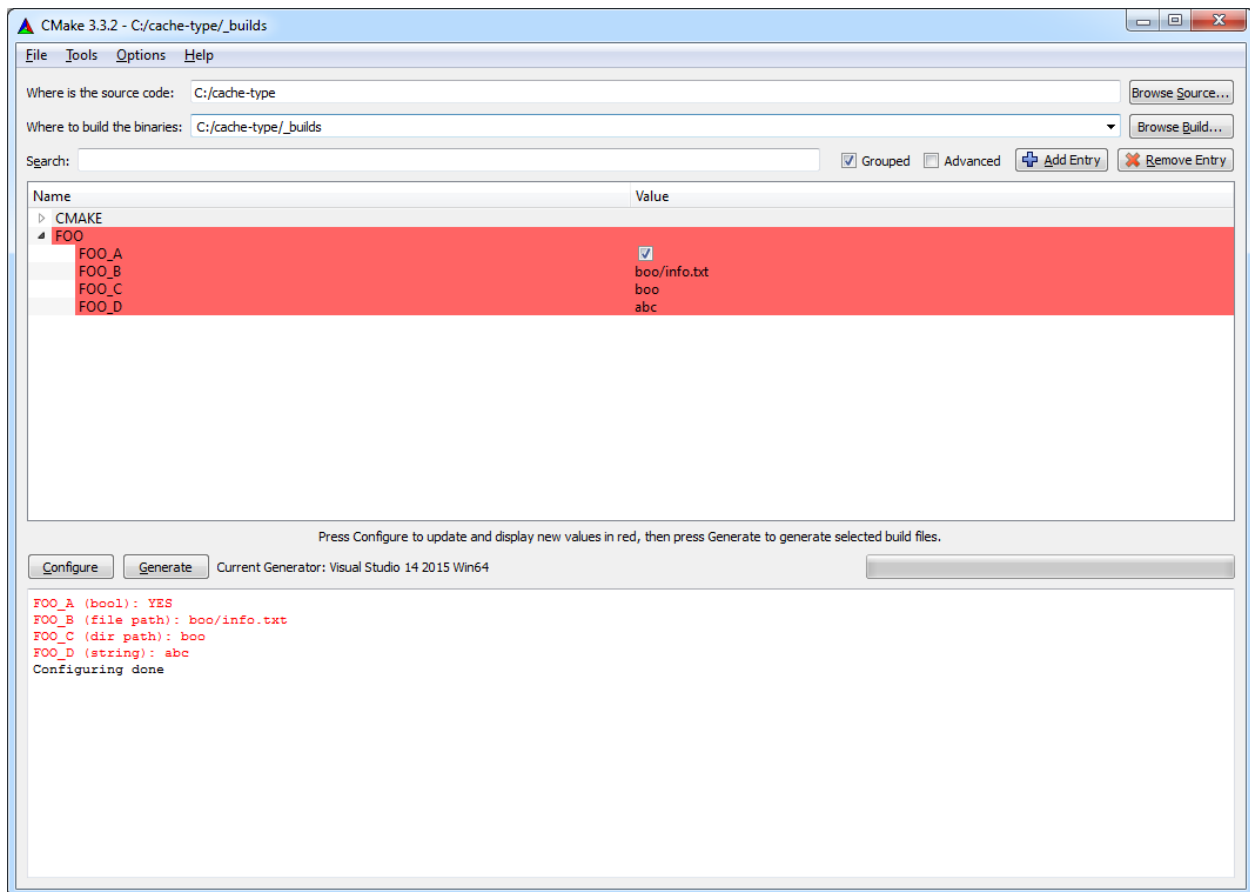 CMake 3.3.2 - C:/cache-type/_builds
File Tools Options Help
Where is the source code: C:/cache-type Browse Source...
Where to build the binaries: C:/cache-type/_builds Browse Build...
Search: Grouped Advanced Add Entry Remove Entry
Name Value
CMAKE
FOO
FOO_A
FOO_B boo/info.txt
FOO_C boo
FOO_D abc
Press Configure to update and display new values in red, then press Generate to generate selected build files.
Configure Generate Current Generator: Visual Studio 14 2015 Win64
FOO_A (bool): YES
FOO_B (file path): boo/info.txt
FOO_C (dir path): boo
FOO_D (string): abc
Configuring done